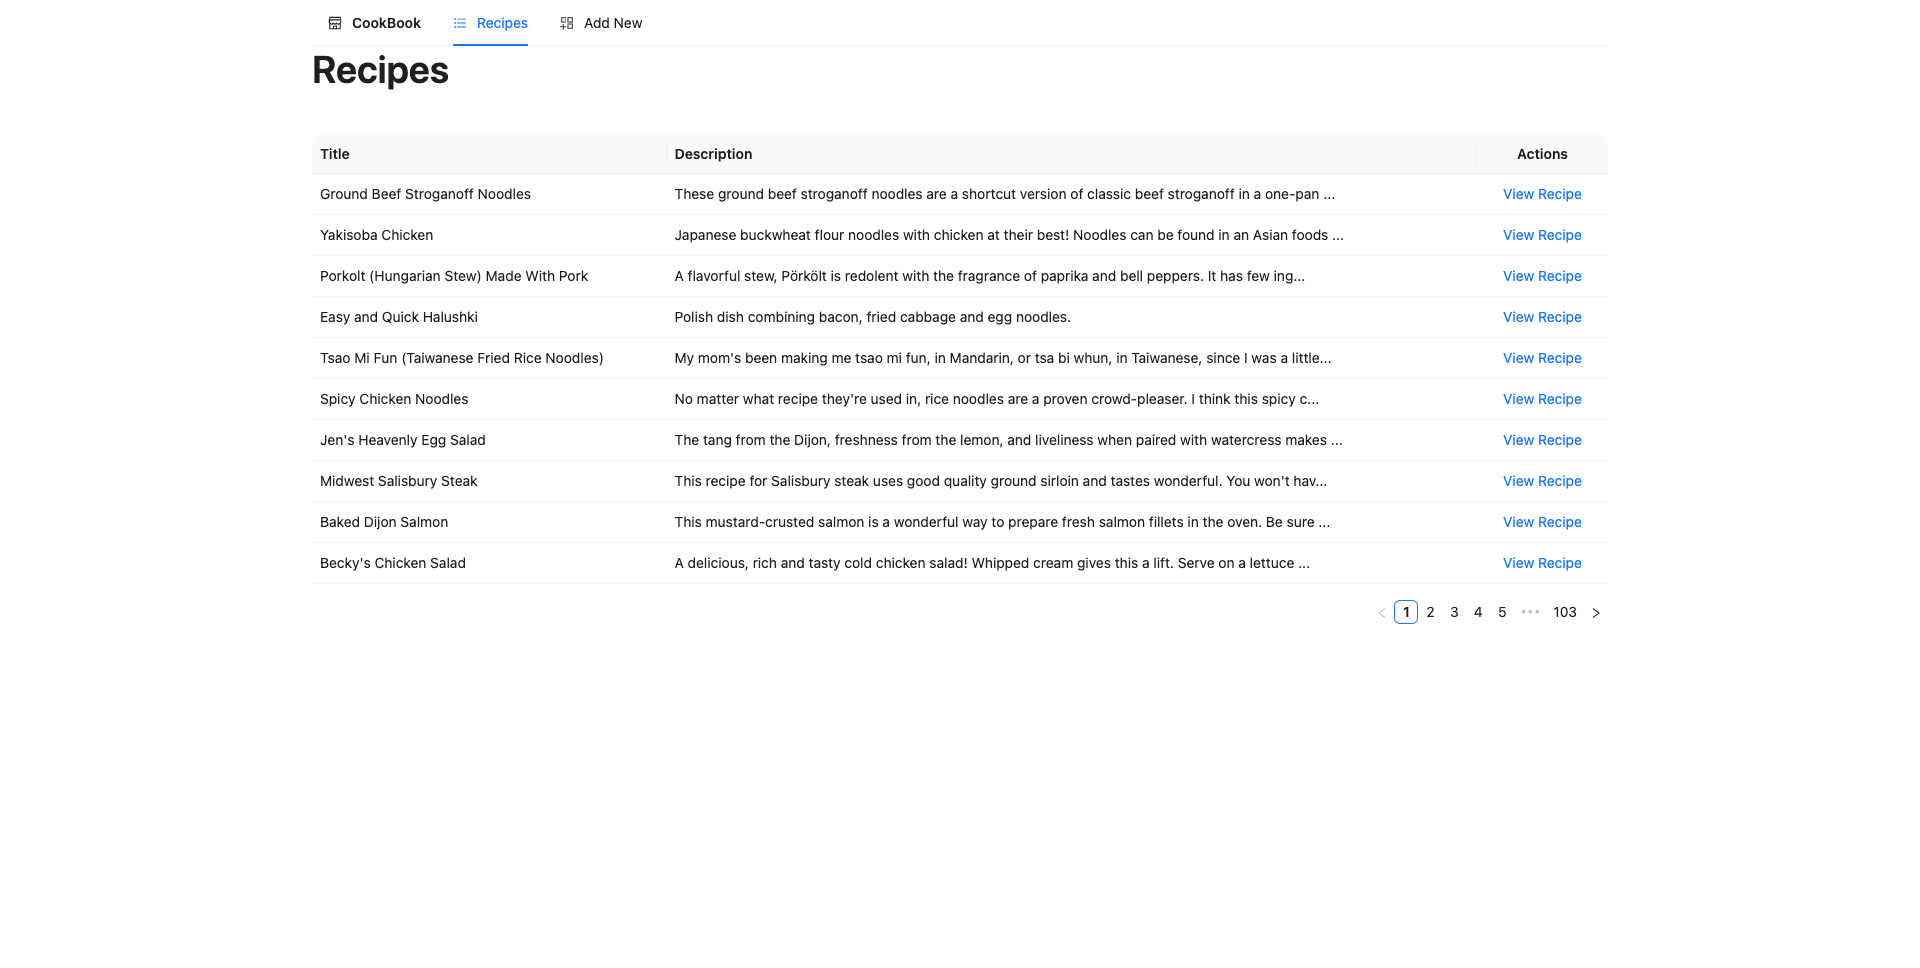 CookBook Recipes Add New
Recipes
Title Description Actions
Ground Beef Stroganoff Noodles These ground beef stroganoff noodles are a shortcut version of classic beef stroganoff in a one-pan ... View Recipe
Yakisoba Chicken Japanese buckwheat flour noodles with chicken at their best! Noodles can be found in an Asian foods ... View Recipe
Porkolt (Hungarian Stew) Made With Pork A flavorful stew, Pörkölt is redolent with the fragrance of paprika and bell peppers. It has few ing... View Recipe
Easy and Quick Halushki Polish dish combining bacon, fried cabbage and egg noodles. View Recipe
Tsao Mi Fun (Taiwanese Fried Rice Noodles) My mom's been making me tsao mi fun, in Mandarin, or tsa bi whun, in Taiwanese, since I was a little... View Recipe
Spicy Chicken Noodles No matter what recipe they're used in, rice noodles are a proven crowd-pleaser. I think this spicy c... View Recipe
Jen's Heavenly Egg Salad The tang from the Dijon, freshness from the lemon, and liveliness when paired with watercress makes ... View Recipe
Midwest Salisbury Steak This recipe for Salisbury steak uses good quality ground sirloin and tastes wonderful. You won't hav... View Recipe
Baked Dijon Salmon This mustard-crusted salmon is a wonderful way to prepare fresh salmon fillets in the oven. Be sure ... View Recipe
Becky's Chicken Salad A delicious, rich and tasty cold chicken salad! Whipped cream gives this a lift. Serve on a lettuce ... View Recipe
< 1 2 3 4 5 ••• 103 >